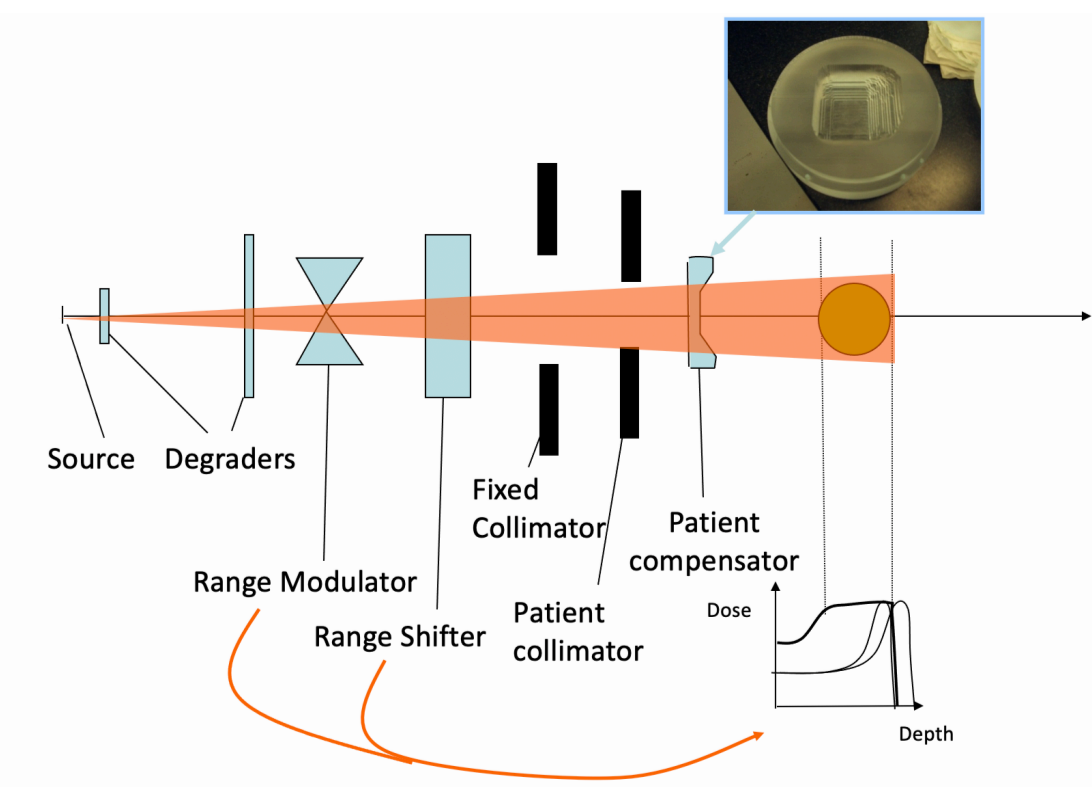 Source
Degraders
Fixed
Collimator
Patient
compensator
Range Modulator
Patient
collimator
Range Shifter
Dose
Depth